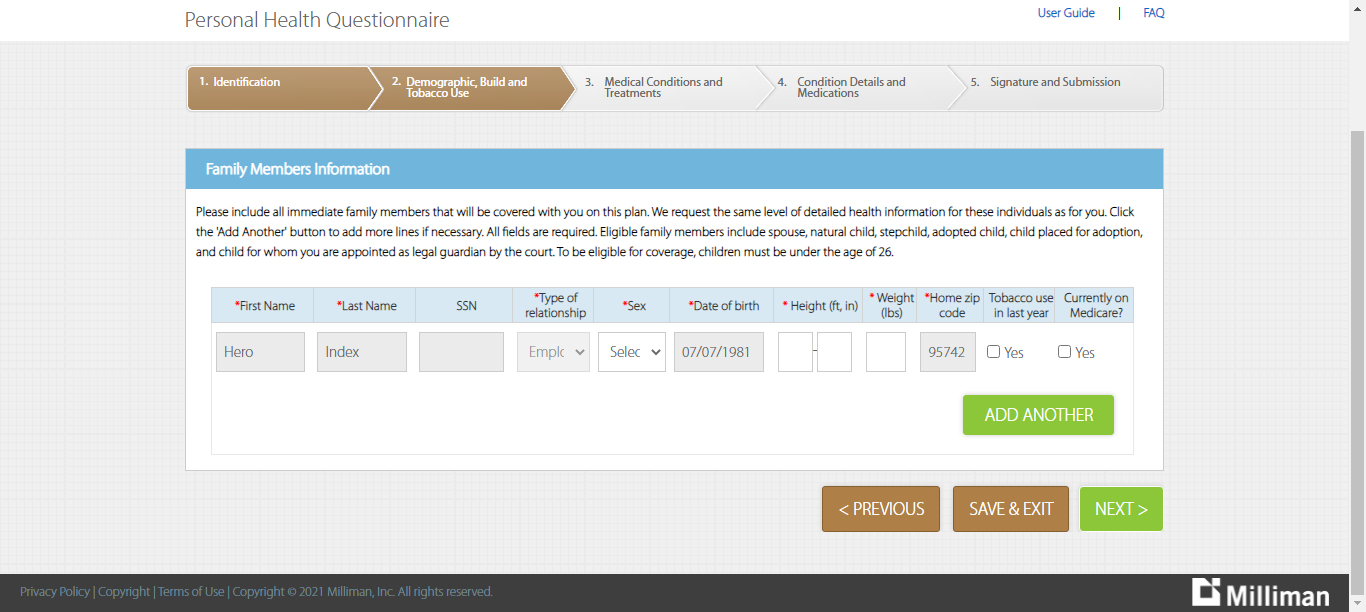 Personal Health Questionnaire
User Guide | FAQ
1. Identification
2. Demographic, Build and
Tobacco Use
3. Medical Conditions and
Treatments
4. Condition Details and
Medications
5. Signature and Submission
Family Members Information
Please include all immediate family members that will be covered with you on this plan. We request the same level of detailed health information for these individuals as for you. Click
the 'Add Another' button to add more lines if necessary. All fields are required. Eligible family members include spouse, natural child, stepchild, adopted child, child placed for adoption,
and child for whom you are appointed as legal guardian by the court. To be eligible for coverage, children must be under the age of 26.
*First Name
*Last Name
SSN
*Type of
relationship
*Sex
*Date of birth
* Height (ft, in)
* Weight
(lbs)
*Home zip
code
Tobacco use
in last year
Currently on
Medicare?
Hero
Index
Emplc
Selec
07/07/1981
-
95742
Yes
Yes
ADD ANOTHER
< PREVIOUS
SAVE & EXIT
NEXT >
Privacy Policy | Copyright | Terms of Use | Copyright © 2021 Milliman, Inc. All rights reserved.
Milliman